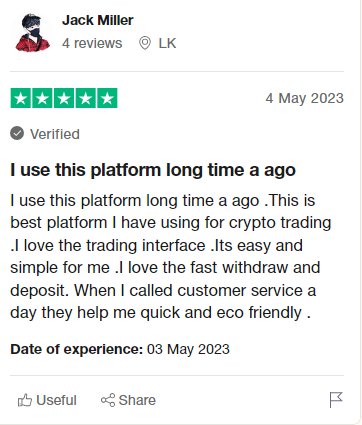 Jack Miller
4 reviews LK
4 May 2023
Verified
I use this platform long time a ago
I use this platform long time a ago .This is
best platform I have using for crypto trading
.I love the trading interface .Its easy and
simple for me .I love the fast withdraw and
deposit. When I called customer service a
day they help me quick and eco friendly .
Date of experience: 03 May 2023
Useful Share